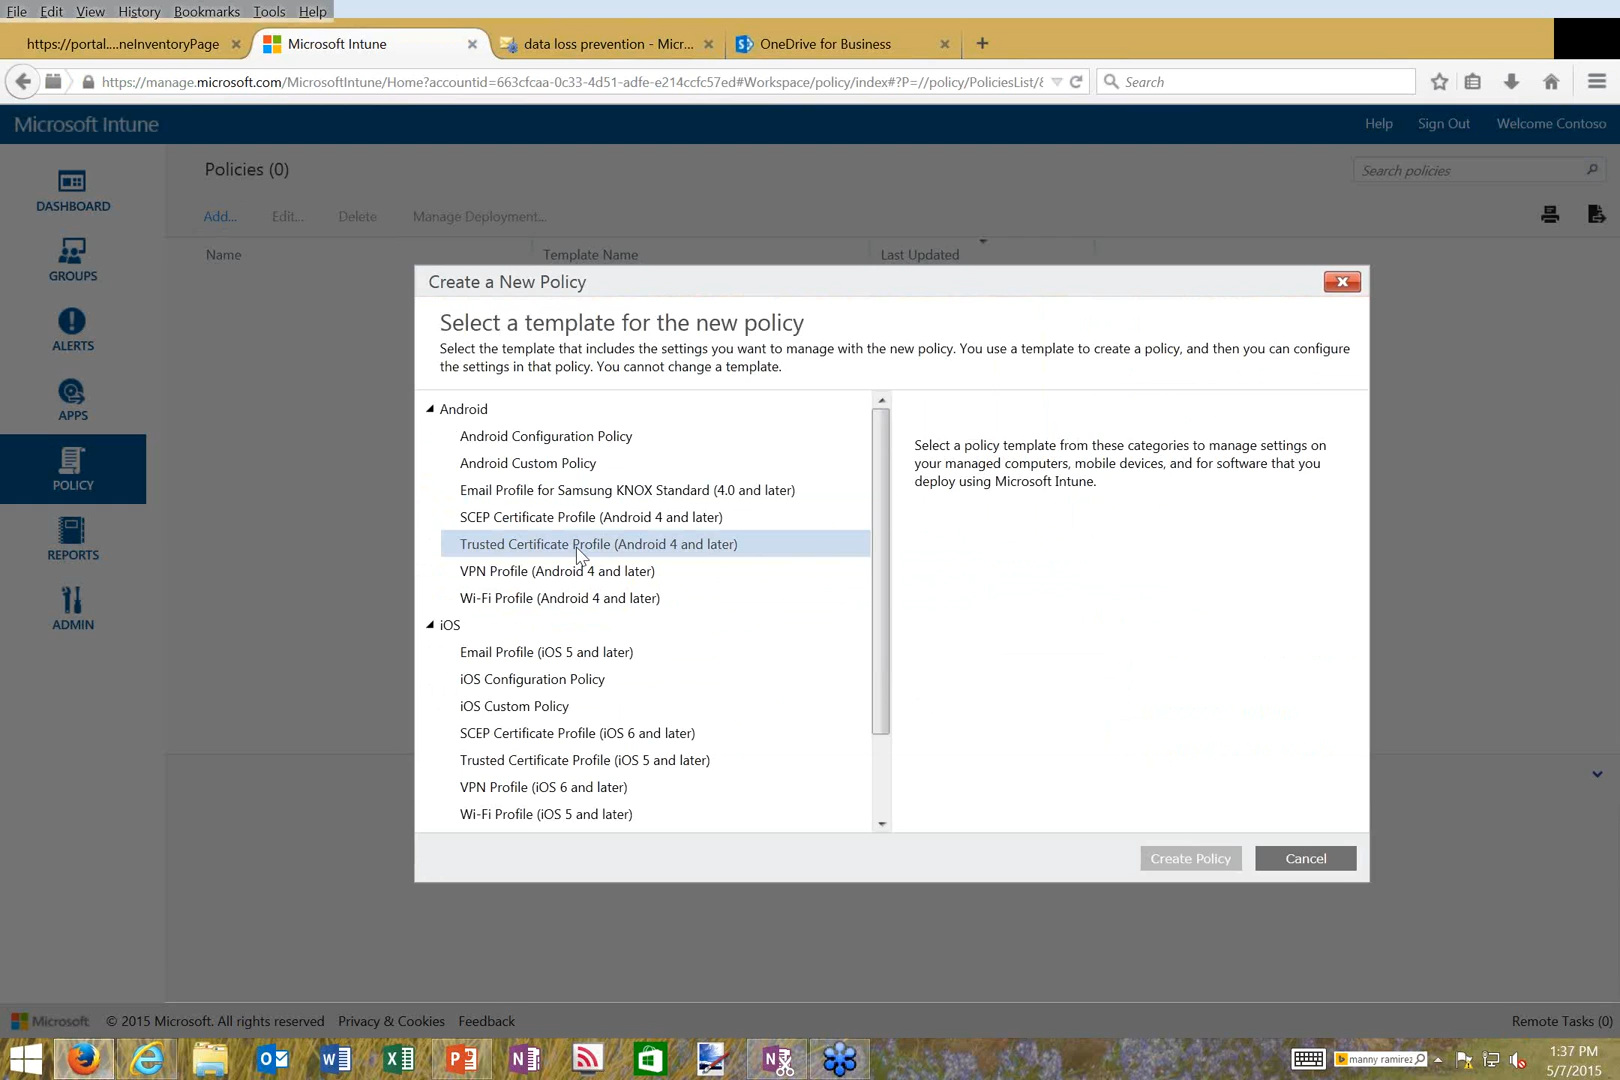 File Edit View History Bookmarks Tools Help
https://portal....neInventoryPage
Microsoft Intune
data loss prevention - Micr...
OneDrive for Business
https://manage.microsoft.com/MicrosoftIntune/Home?accountid=663cfcaa-0c33-4d51-adfe-e214ccfc57ed#Workspace/policy/index#?P=//policy/PoliciesList/8
Search
Microsoft Intune
Help
Sign Out
Welcome Contoso
DASHBOARD
GROUPS
ALERTS
APPS
POLICY
REPORTS
ADMIN
Policies (0)
Search policies
Add...
Edit...
Delete
Manage Deployment...
Name
Template Name
Last Updated
Create a New Policy
Select a template for the new policy
Select the template that includes the settings you want to manage with the new policy. You use a template to create a policy, and then you can configure
the settings in that policy. You cannot change a template.
Android
Android Configuration Policy
Android Custom Policy
Email Profile for Samsung KNOX Standard (4.0 and later)
SCEP Certificate Profile (Android 4 and later)
Trusted Certificate Profile (Android 4 and later)
VPN Profile (Android 4 and later)
Wi-Fi Profile (Android 4 and later)
iOS
Email Profile (iOS 5 and later)
iOS Configuration Policy
iOS Custom Policy
SCEP Certificate Profile (iOS 6 and later)
Trusted Certificate Profile (iOS 5 and later)
VPN Profile (iOS 6 and later)
Wi-Fi Profile (iOS 5 and later)
Select a policy template from these categories to manage settings on
your managed computers, mobile devices, and for software that you
deploy using Microsoft Intune.
Create Policy
Cancel
Microsoft
© 2015 Microsoft. All rights reserved
Privacy & Cookies
Feedback
Remote Tasks (0)
manny ramirez
1:37 PM
5/7/2015